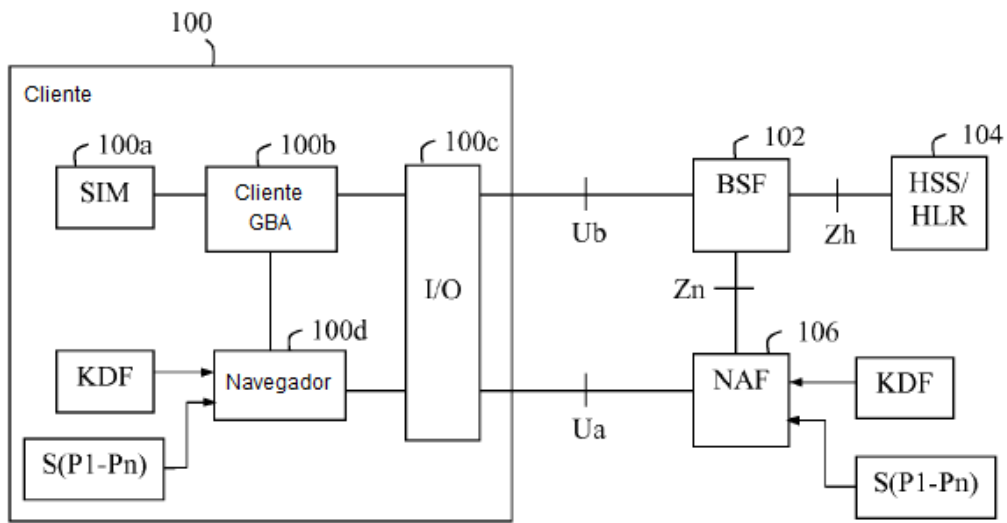 100
Cliente
100a
100b
100c
102
104
SIM
Cliente
GBA
I/O
Ub
BSF
Zh
HSS/
HLR
Zn
100d
106
KDF
Navegador
Ua
NAF
KDF
S(P1-Pn)
S(P1-Pn)